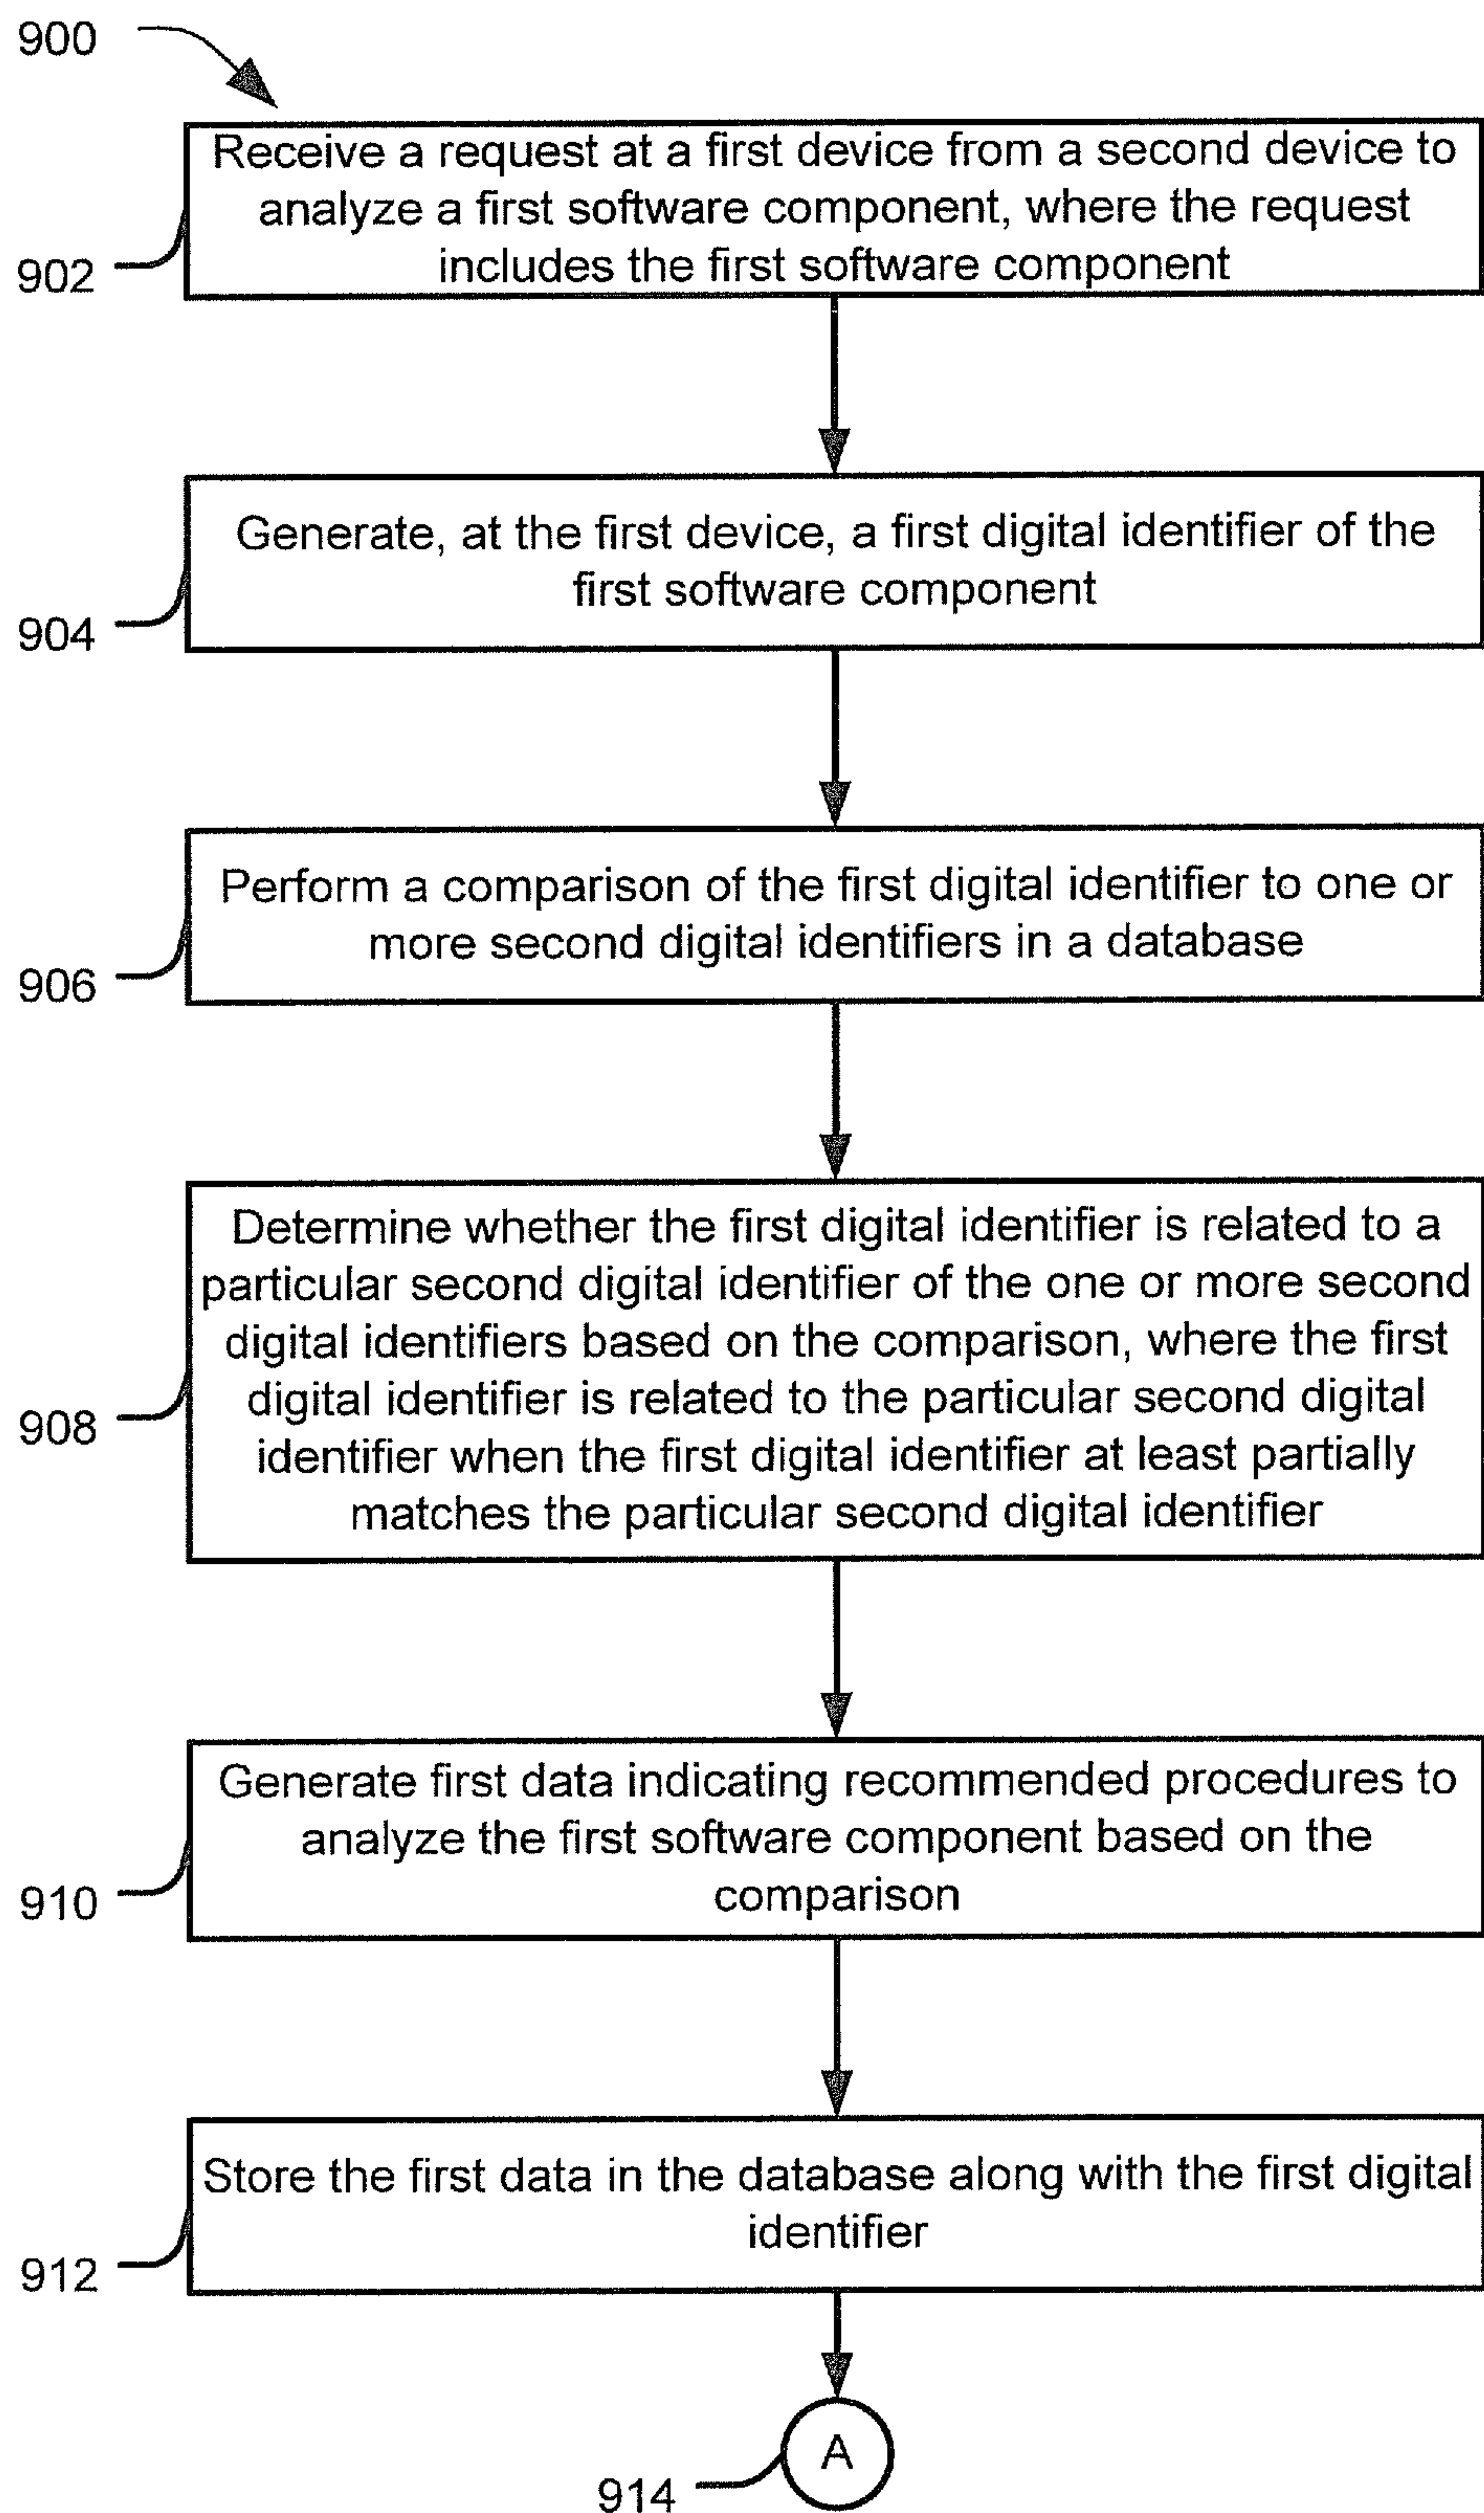 900
Receive a request at a first device from a second device to
analyze a first software component, where the request
includes the first software component
902
Generate, at the first device, a first digital identifier of the
first software component
904
Perform a comparison of the first digital identifier to one or
more second digital identifiers in a database
906
Determine whether the first digital identifier is related to a
particular second digital identifier of the one or more second
digital identifiers based on the comparison, where the first
digital identifier is related to the particular second digital
identifier when the first digital identifier at least partially
matches the particular second digital identifier
908
Generate first data indicating recommended procedures to
analyze the first software component based on the
comparison
910
Store the first data in the database along with the first digital
identifier
912
A
914